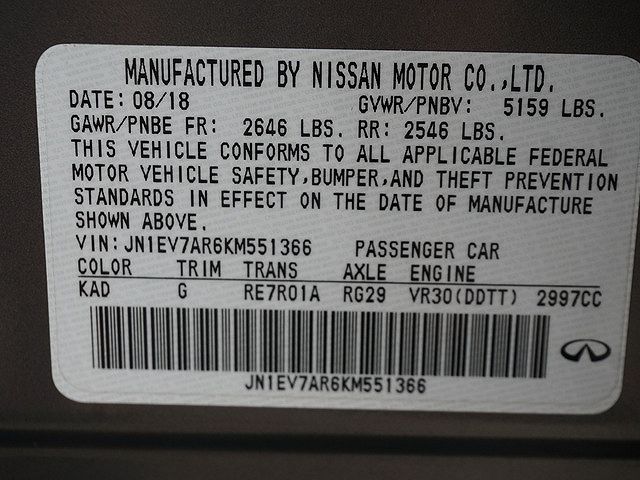 MANUFACTURED BY NISSAN MOTOR CO.,LTD.
DATE: 08/18 GVWR/PNBV: 5159 LBS.
GAWR/PNBE FR: 2646 LBS. RR: 2546 LBS.
THIS VEHICLE CONFORMS TO ALL APPLICABLE FEDERAL
MOTOR VEHICLE SAFETY,BUMPER,AND THEFT PREVENTION
STANDARDS IN EFFECT ON THE DATE OF MANUFACTURE
SHOWN ABOVE.
VIN: JN1EV7AR6KM551366 PASSENGER CAR
COLOR TRIM TRANS AXLE ENGINE
KAD G RE7R01A RG29 VR30(DDTT) 2997CC
JN1EV7AR6KM551366